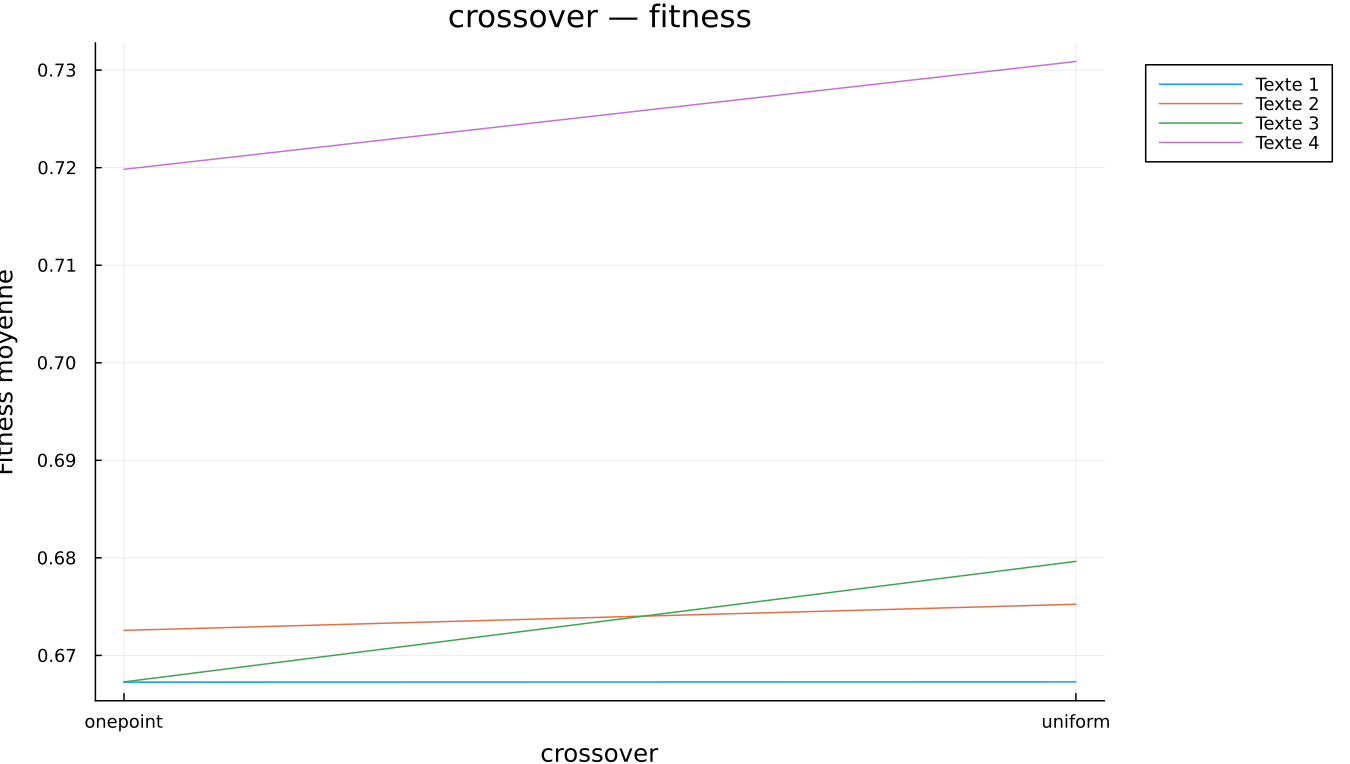 crossover — fitness
Fitness moyenne
0.73
0.72
0.71
0.70
0.69
0.68
0.67
onepoint
uniform
crossover
Texte 1
Texte 2
Texte 3
Texte 4